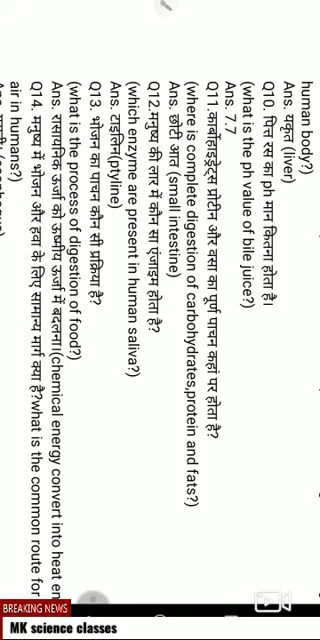 human body?)
Ans. यकृत (liver)
Q10. पित्त रस का ph मान कितना होता है।
(what is the ph value of bile juice?)
Ans. 7.7
Q11.कार्बोहाइड्रेट्स प्रोटीन और वसा का पूर्ण पाचन कहां पर होता है?
(where is complete digestion of carbohydrates,protein and fats?)
Ans. छोटी आत (small intestine)
Q12.मनुष्य की लार में कौन सा एंजाइम होता है?
(which enzyme are present in human saliva?)
Ans. टाइलिन(ptyline)
Q13. भोजन का पाचन कौन सी प्रक्रिया है?
(what is the process of digestion of food?)
Ans. रासायनिक ऊर्जा को ऊष्मीय ऊर्जा में बदलना।(chemical energy convert into heat en
Q14. मनुष्य में भोजन और हवा के लिए सामान्य मार्ग क्या है?what is the common route for
air in humans?)
BREAKING NEWS
MK science classes